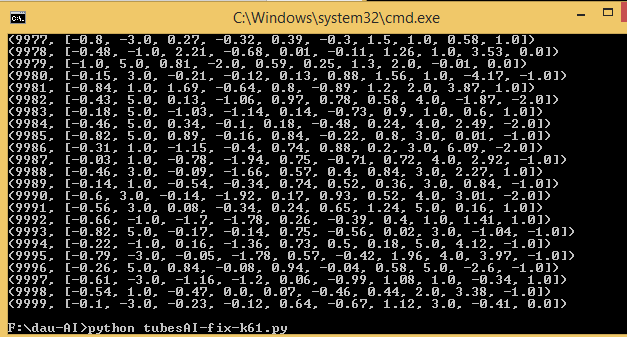 C:\Windows\system32\cmd.exe
(9977, [-0.8, -3.0, 0.27, -0.32, 0.39, -0.3, 1.5, 1.0, 0.58, 1.0])
(9978, [-0.48, -1.0, 2.21, -0.68, 0.01, -0.11, 1.26, 1.0, 3.53, 0.0])
(9979, [-1.0, 5.0, 0.81, -2.0, 0.59, 0.25, 1.3, 2.0, -0.01, 0.0])
(9980, [-0.15, 3.0, -0.21, -0.12, 0.13, 0.88, 1.56, 1.0, -4.17, -1.0])
(9981, [-0.84, 1.0, 1.69, -0.64, 0.8, -0.89, 1.2, 2.0, 3.87, 1.0])
(9982, [-0.43, 5.0, 0.13, -1.06, 0.97, 0.78, 0.58, 4.0, -1.87, -2.0])
(9983, [-0.18, 5.0, -1.03, -1.14, 0.14, -0.73, 0.9, 1.0, 0.6, 1.0])
(9984, [-0.46, 5.0, 0.34, -0.1, 0.18, -0.48, 0.24, 4.0, 2.49, -2.0])
(9985, [-0.82, 5.0, 0.89, -0.16, 0.84, -0.22, 0.8, 3.0, 0.01, -1.0])
(9986, [-0.31, 1.0, -1.15, -0.4, 0.74, 0.88, 0.2, 3.0, 6.09, -2.0])
(9987, [-0.03, 1.0, -0.78, -1.94, 0.75, -0.71, 0.72, 4.0, 2.92, -1.0])
(9988, [-0.46, 3.0, -0.09, -1.66, 0.57, 0.4, 0.84, 3.0, 2.27, 1.0])
(9989, [-0.14, 1.0, -0.54, -0.34, 0.74, 0.52, 0.36, 3.0, 0.84, -1.0])
(9990, [-0.6, 3.0, -0.14, -1.92, 0.17, 0.93, 0.52, 4.0, 3.01, -2.0])
(9991, [-0.56, 3.0, 0.08, -0.34, 0.24, 0.65, 1.24, 5.0, 0.16, 1.0])
(9992, [-0.66, -1.0, -1.7, -1.78, 0.26, -0.39, 0.4, 1.0, 1.41, 1.0])
(9993, [-0.82, 5.0, -0.17, -0.14, 0.75, -0.56, 0.02, 3.0, -1.04, -1.0])
(9994, [-0.22, -1.0, 0.16, -1.36, 0.73, 0.5, 0.18, 5.0, 4.12, -1.0])
(9995, [-0.79, -3.0, -0.05, -1.78, 0.57, -0.42, 1.96, 4.0, 3.97, -1.0])
(9996, [-0.26, 5.0, 0.84, -0.08, 0.94, -0.04, 0.58, 5.0, -2.6, -1.0])
(9997, [-0.61, -3.0, -1.16, -1.2, 0.06, -0.99, 1.08, 1.0, -0.34, 1.0])
(9998, [-0.54, 1.0, -0.47, 0.0, 0.07, -0.46, 0.44, 2.0, 3.38, -1.0])
(9999, [-0.1, -3.0, -0.23, -0.12, 0.64, -0.67, 1.12, 3.0, -0.41, 0.0])
F:\dau-AI>python tubesAI-fix-k61.py